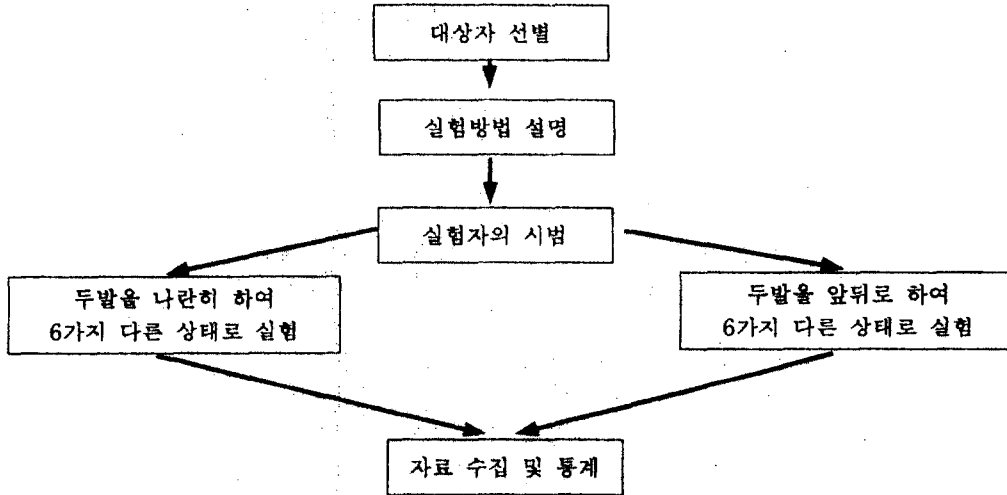 대상자 선별
실험방법 설명
실험자의 시범
두발을 나란히 하여
6가지 다른 상태로 실험
두발을 앞뒤로 하여
6가지 다른 상태로 실험
자료 수집 및 통계